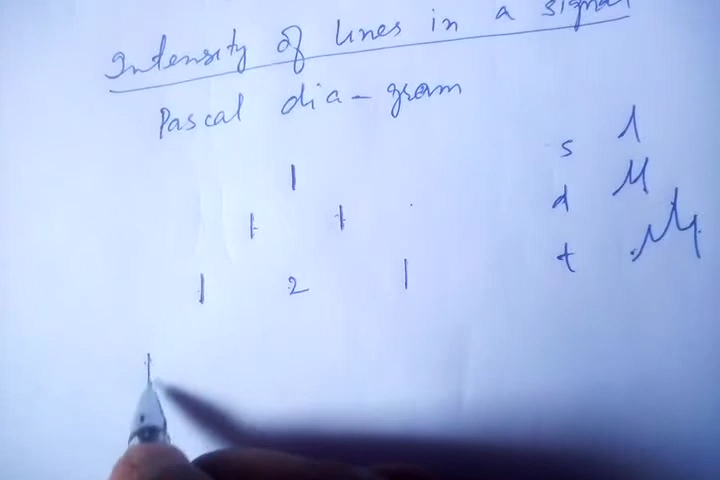 Intensity of lines in a signal
Pascal dia-gram
1 s
1 1 d
1 2 1 t
1